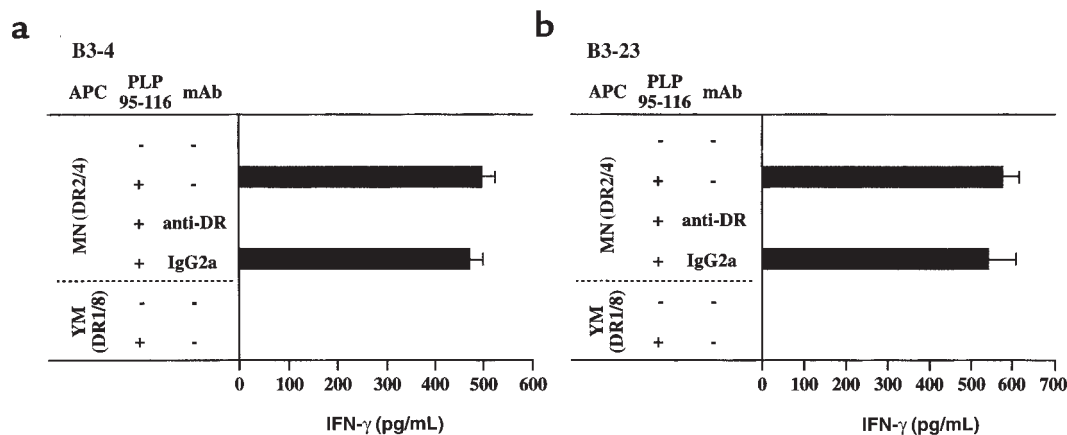 a
B3-4
APC PLP 95-116 mAb
MN (DR2/4)
- -
+ -
+ anti-DR
+ IgG2a
YM (DR1/8)
- -
+ -
0 100 200 300 400 500 600
IFN-γ (pg/mL)
b
B3-23
APC PLP 95-116 mAb
MN (DR2/4)
- -
+ -
+ anti-DR
+ IgG2a
YM (DR1/8)
- -
+ -
0 100 200 300 400 500 600 700
IFN-γ (pg/mL)